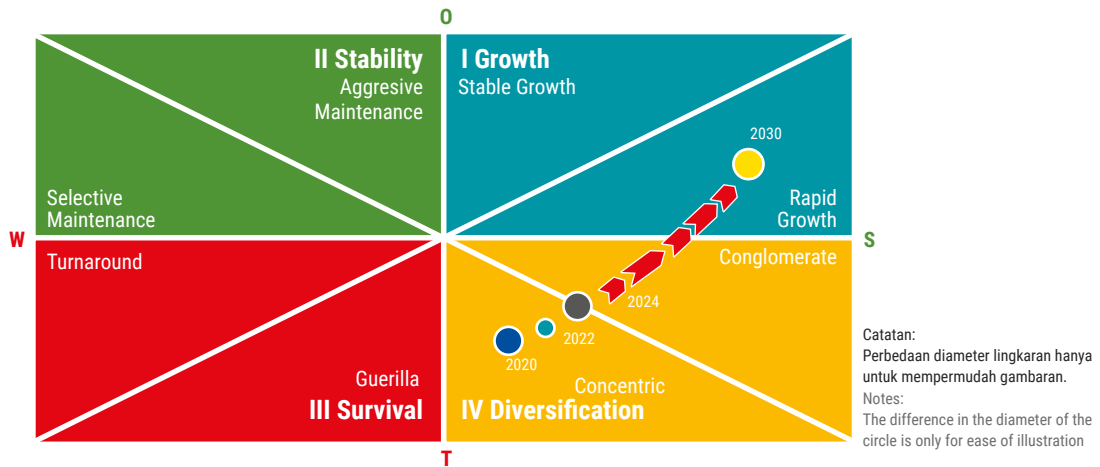 O
II Stability
Aggresive
Maintenance
I Growth
Stable Growth
2030
Selective
Maintenance
Rapid
Growth
W
S
Turnaround
Conglomerate
2024
2022
2020
Concentric
Guerilla
III Survival
IV Diversification
T
Catatan:
Perbedaan diameter lingkaran hanya
untuk mempermudah gambaran.
Notes:
The difference in the diameter of the
circle is only for ease of illustration